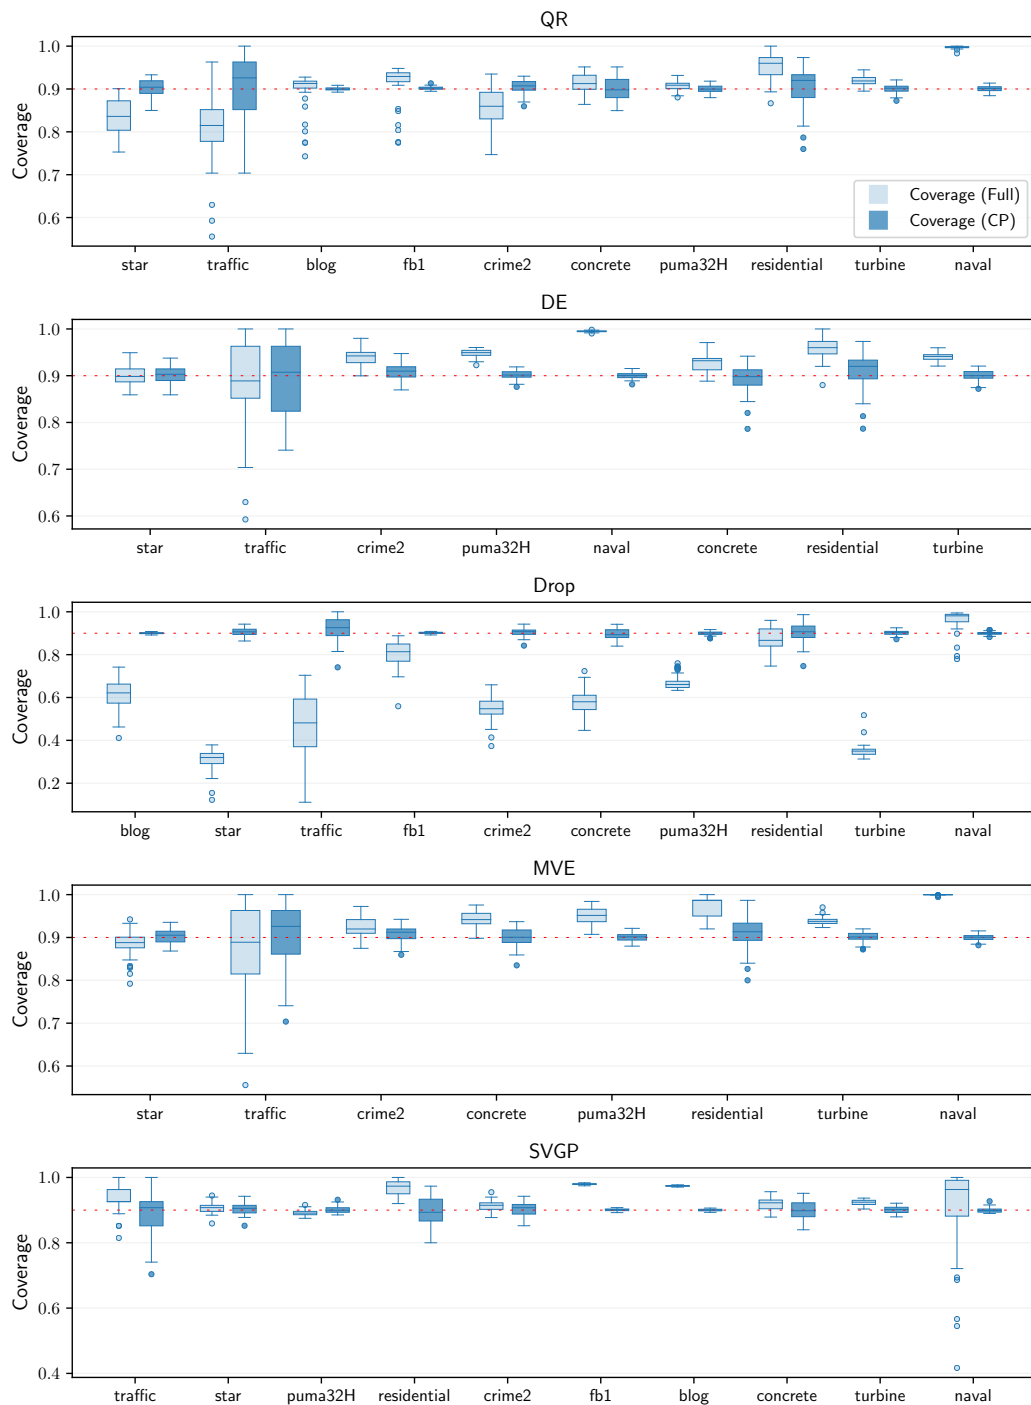 QR
1.0
0.9
0.8
0.7
0.6
Coverage
Coverage (Full)
Coverage (CP)
star traffic blog fb1 crime2 concrete puma32H residential turbine naval
DE
1.0
0.9
0.8
0.7
0.6
Coverage
star traffic crime2 puma32H naval concrete residential turbine
Drop
1.0
0.8
0.6
0.4
0.2
Coverage
blog star traffic fb1 crime2 concrete puma32H residential turbine naval
MVE
1.0
0.9
0.8
0.7
0.6
Coverage
star traffic crime2 concrete puma32H residential turbine naval
SVGP
1.0
0.9
0.8
0.6
0.4
Coverage
traffic star puma32H residential crime2 fb1 blog concrete turbine naval